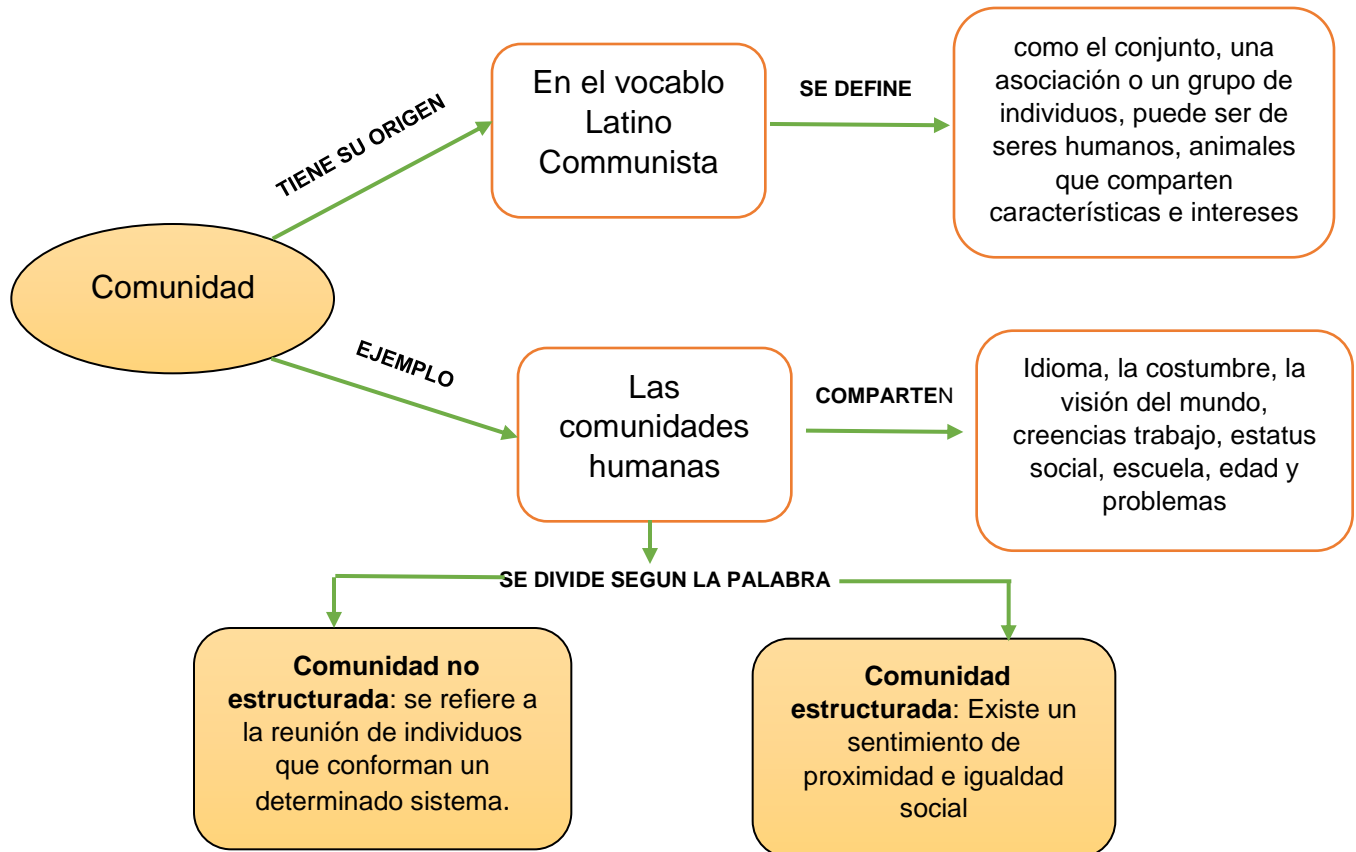 Comunidad
TIENE SU ORIGEN
En el vocablo
Latino
Communista
SE DEFINE
como el conjunto, una
asociación o un grupo de
individuos, puede ser de
seres humanos, animales
que comparten
características e intereses
EJEMPLO
Las
comunidades
humanas
COMPARTEN
Idioma, la costumbre, la
visión del mundo,
creencias trabajo, estatus
social, escuela, edad y
problemas
SE DIVIDE SEGUN LA PALABRA
Comunidad no
estructurada: se refiere a
la reunión de individuos
que conforman un
determinado sistema.
Comunidad
estructurada: Existe un
sentimiento de
proximidad e igualdad
social